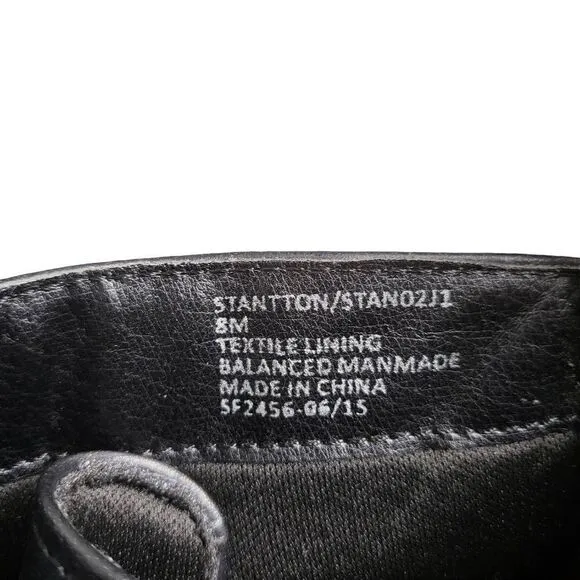 STANTTON/STAN02J1
8M
TEXTILE LINING
BALANCED MANMADE
MADE IN CHINA
SF2456-06/15